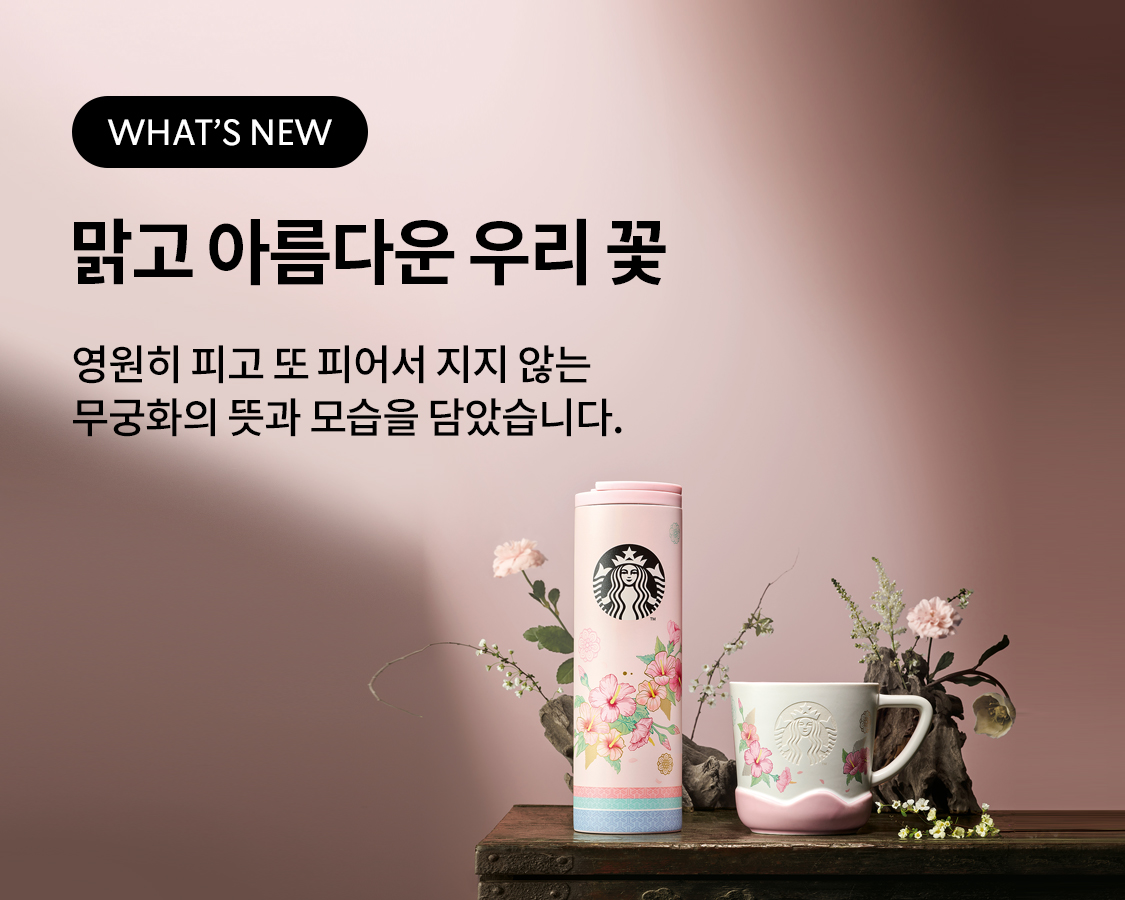 WHAT’S NEW
맑고 아름다운 우리 꽃
영원히 피고 또 피어서 지지 않는
무궁화의 뜻과 모습을 담았습니다.
TM